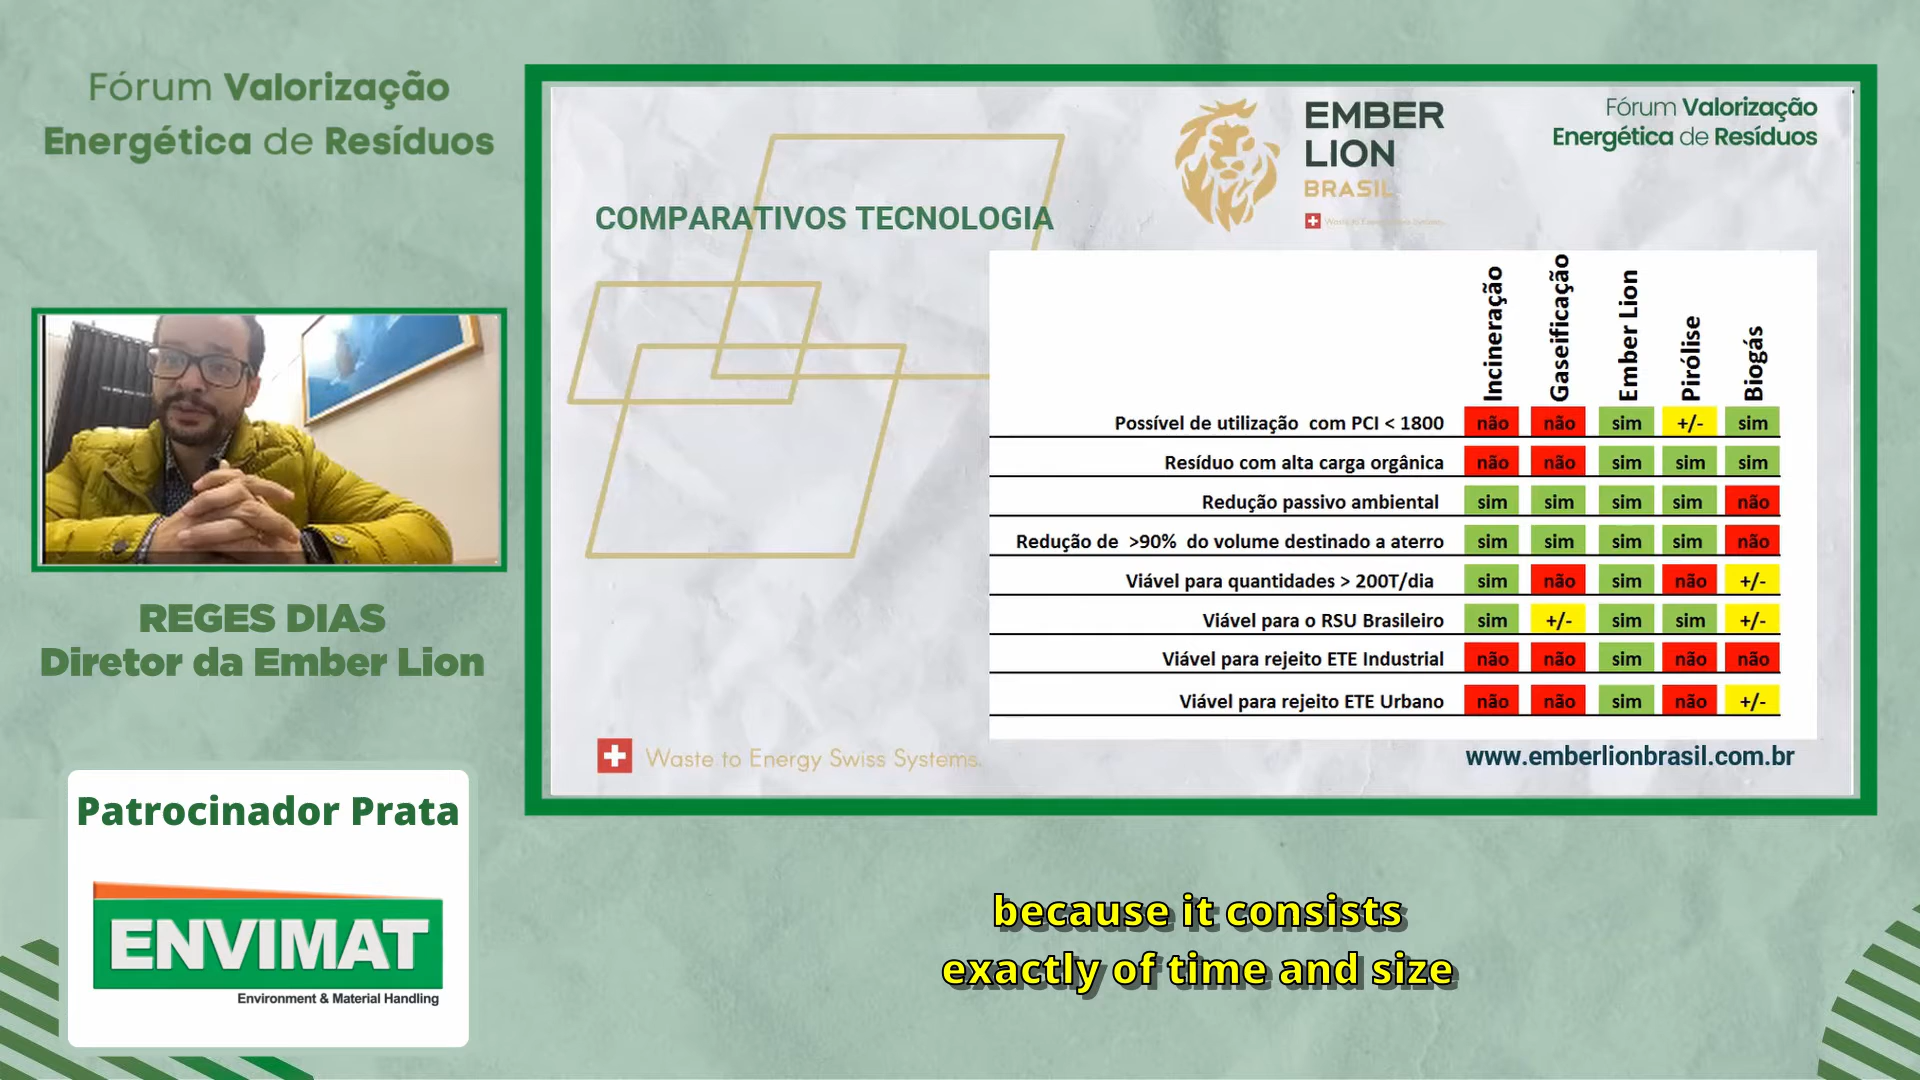 Fórum Valorização
Energética de Resíduos
EMBER
LION
BRASIL
Fórum Valorização
Energética de Resíduos
COMPARATIVOS TECNOLOGIA
Incineração Gaseificação Ember Lion Pirólise Biogás
Possível de utilização com PCI < 1800 não não sim +/- sim
Resíduo com alta carga orgânica não não sim sim sim
Redução passivo ambiental sim sim sim sim não
Redução de >90% do volume destinado a aterro sim sim sim sim não
Viável para quantidades > 200T/dia sim não sim não +/-
Viável para o RSU Brasileiro sim +/- sim sim +/-
Viável para rejeito ETE Industrial não não sim não não
Viável para rejeito ETE Urbano não não sim não +/-
Waste to Energy Swiss Systems.
www.emberlionbrasil.com.br
REGES DIAS
Diretor da Ember Lion
Patrocinador Prata
ENVIMAT
Environment & Material Handling
because it consists
exactly of time and size